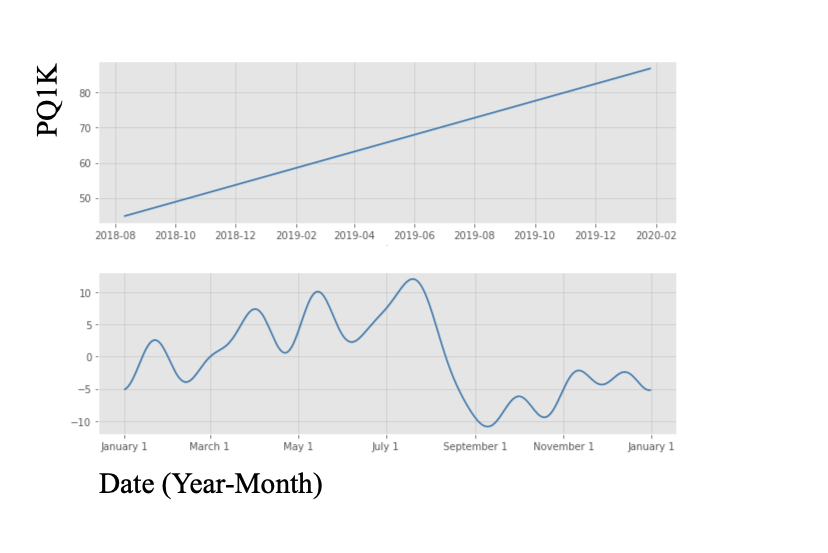 PQ1K
80
70
60
50
2018-08 2018-10 2018-12 2019-02 2019-04 2019-06 2019-08 2019-10 2019-12 2020-02
10
5
0
−5
−10
January 1 March 1 May 1 July 1 September 1 November 1 January 1
Date (Year-Month)